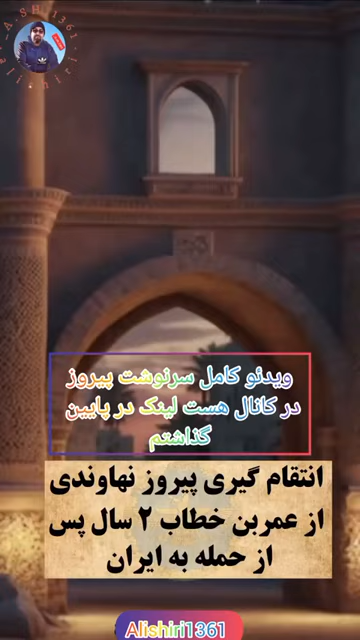 A_SH_1361
ویدئو کامل سرنوشت پیروز
در کانال هست لینک در پایین
گذاشتم
انتقام گیری پیروز نهاوندی
از عمربن خطاب ۲ سال پس
از حمله به ایران
Alishiri1361